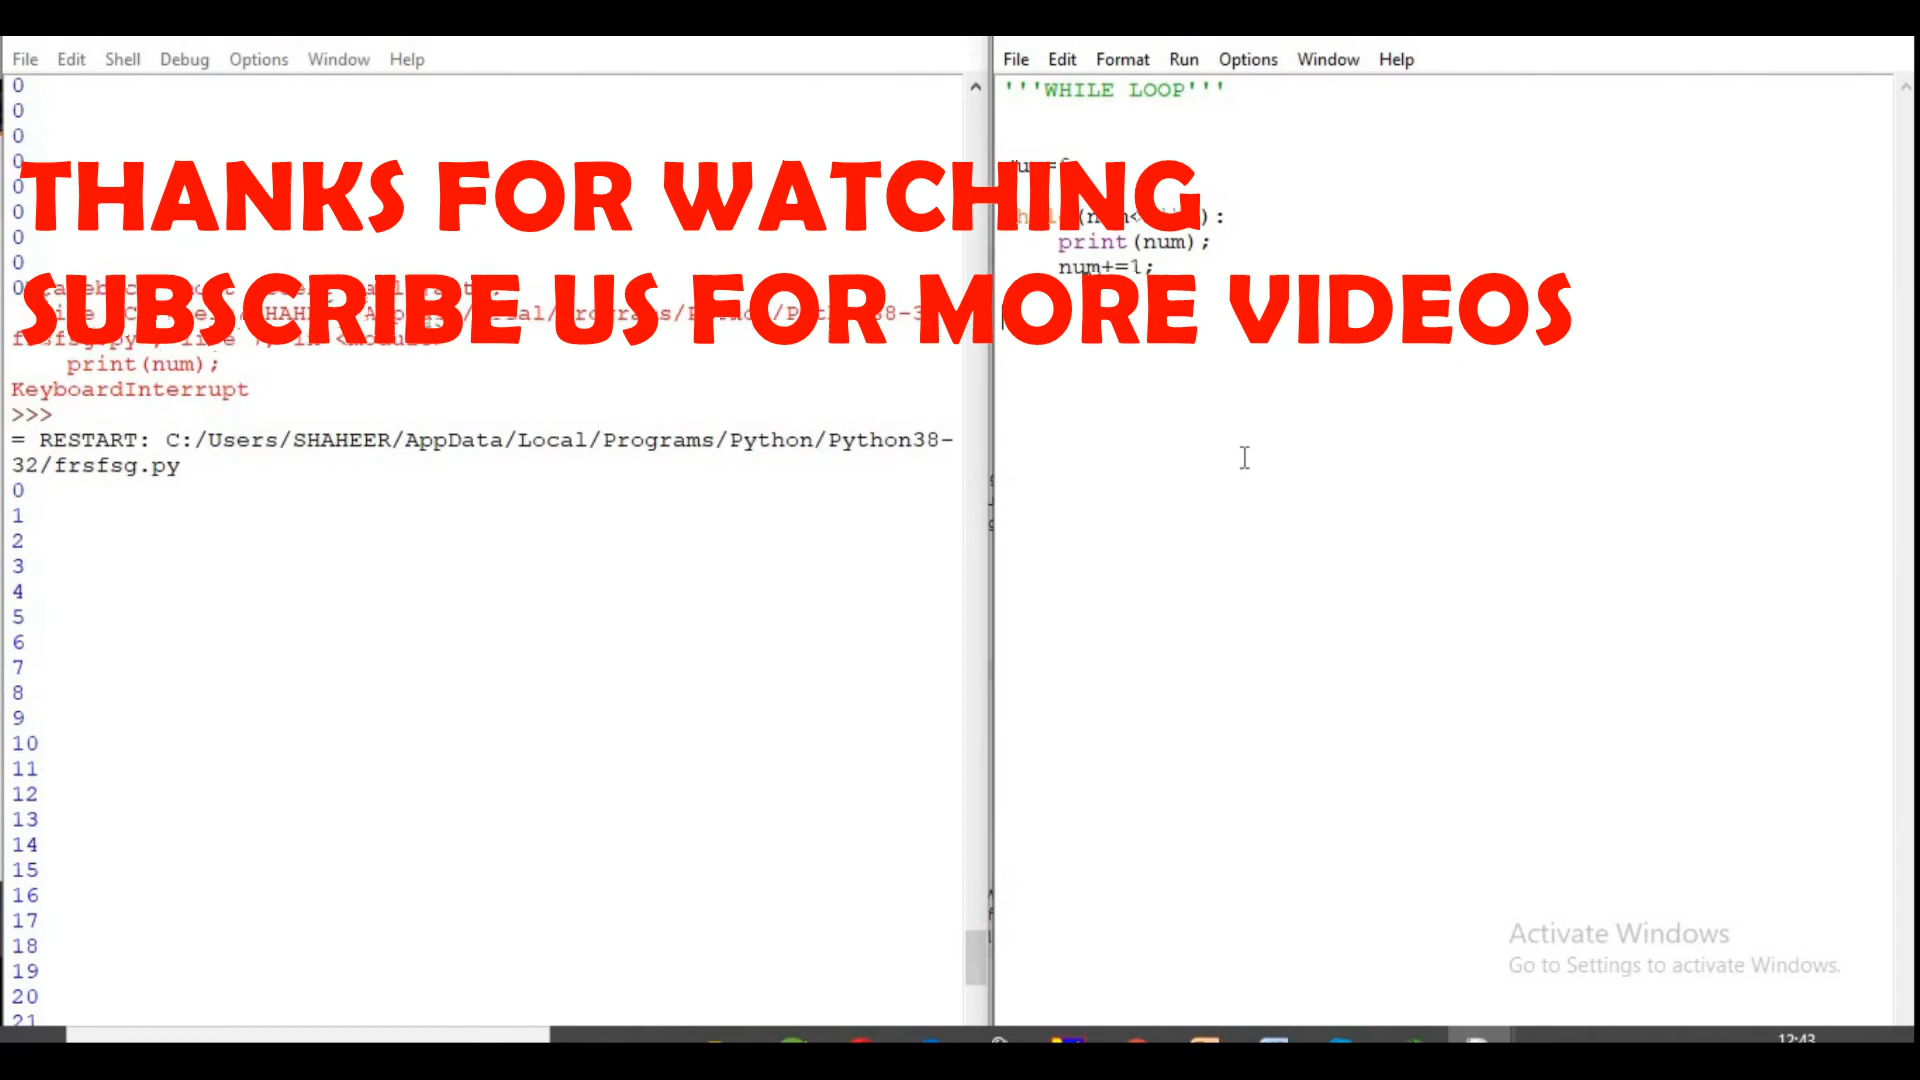 File Edit Shell Debug Options Window Help
0
0
0
0
0
0
0
0
0
THANKS FOR WATCHING
SUBSCRIBE US FOR MORE VIDEOS
print(num);
KeyboardInterrupt
>>>
= RESTART: C:/Users/SHAHEER/AppData/Local/Programs/Python/Python38-
32/frsfsg.py
0
1
2
3
4
5
6
7
8
9
10
11
12
13
14
15
16
17
18
19
20
21
File Edit Format Run Options Window Help
'''WHILE LOOP'''
print(num);
num+=1;
Activate Windows
Go to Settings to activate Windows.
12:43